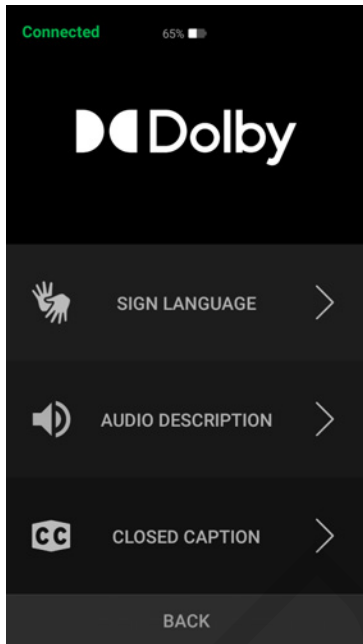 Connected 65%
Dolby
SIGN LANGUAGE
AUDIO DESCRIPTION
CC CLOSED CAPTION
BACK